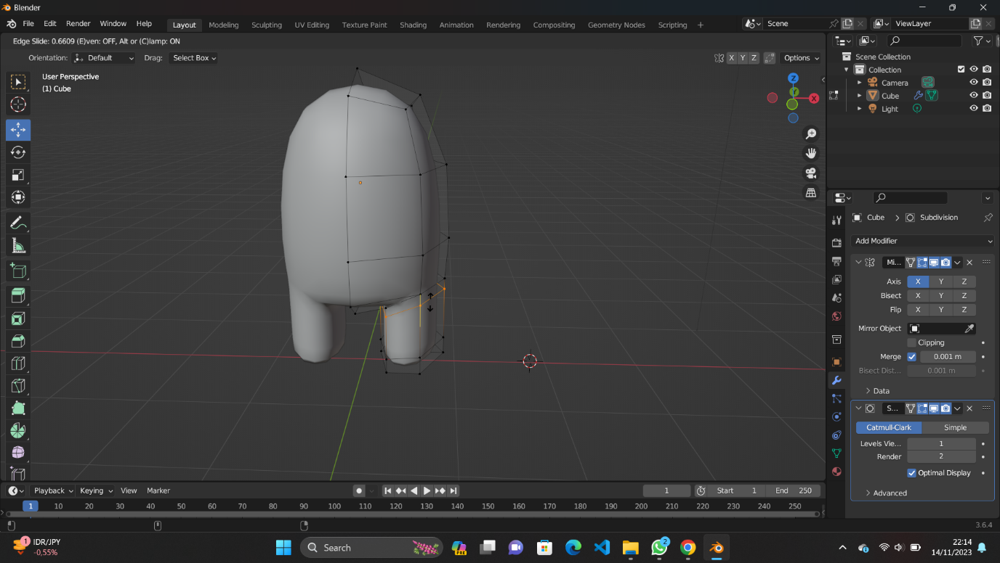 Blender
File Edit Render Window Help Layout Modeling Sculpting UV Editing Texture Paint Shading Animation Rendering Compositing Geometry Nodes Scripting + Scene ViewLayer
Edge Slide: 0.6609 (E)ven: OFF, Alt or (C)lamp: ON
Orientation: Default Drag: Select Box X Y Z Options
User Perspective
(1) Cube
Z
Y
X
Scene Collection
Collection
Camera
Cube
Light
Cube > Subdivision
Add Modifier
Mi...
Axis X Y Z
Bisect X Y Z
Flip X Y Z
Mirror Object
Clipping
Merge 0.001 m
Bisect Dist... 0.001 m
Data
S...
Catmull-Clark Simple
Levels Vie... 1
Render 2
Optimal Display
Advanced
Playback Keying View Marker 1 Start 1 End 250
1 10 20 30 40 50 60 70 80 90 100 110 120 130 140 150 160 170 180 190 200 210 220 230 240 250
3.6.4
1 IDR/JPY
-0,55%
Search
PRE
2
22:14
14/11/2023